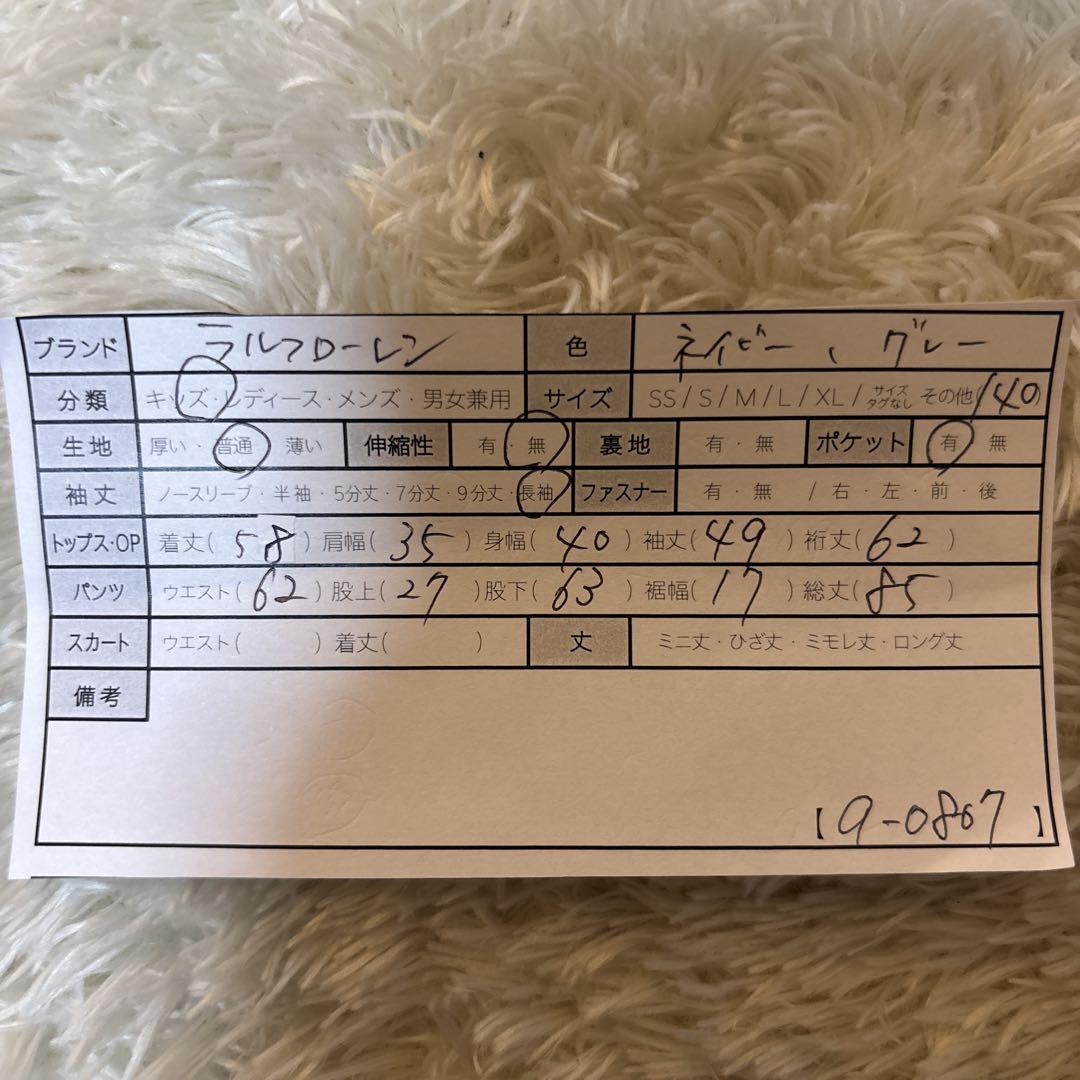 ブランド ラルフローレン 色 ネイビー、グレー
分類 キッズ・レディース・メンズ・男女兼用 サイズ SS/S/M/L/XL/サイズタグなし その他 140
生地 厚い・普通・薄い 伸縮性 有・無 裏地 有・無 ポケット 有・無
袖丈 ノースリーブ・半袖・5分丈・7分丈・9分丈・長袖 ファスナー 有・無 / 右・左・前・後
トップス・OP 着丈(58) 肩幅(35) 身幅(40) 袖丈(49) 裄丈(62)
パンツ ウエスト(62) 股上(27) 股下(63) 裾幅(17) 総丈(85)
スカート ウエスト( ) 着丈( ) 丈 ミニ丈・ひざ丈・ミモレ丈・ロング丈
備考
【9-0867】